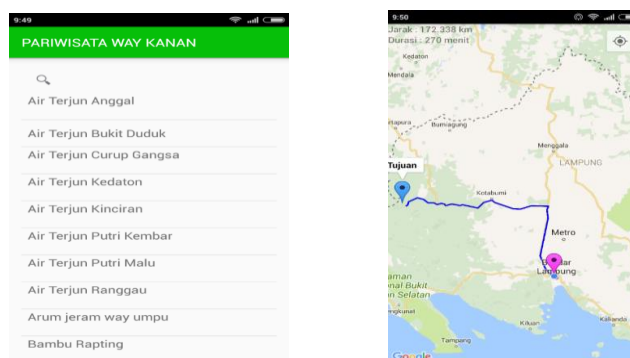 9:49
PARIWISATA WAY KANAN
Air Terjun Anggal
Air Terjun Bukit Duduk
Air Terjun Curup Gangsa
Air Terjun Kedaton
Air Terjun Kinciran
Air Terjun Putri Kembar
Air Terjun Putri Malu
Air Terjun Ranggau
Arum jeram way umpu
Bambu Rapting
9:50
Jarak : 172.338 km
Durasi : 270 menit
Kedaton
Bumiagung
Menggala
LAMPUNG
Tujuan
Kotabumi
Metro
Lampung
Kiluan
Kalianda
Tampang
Google